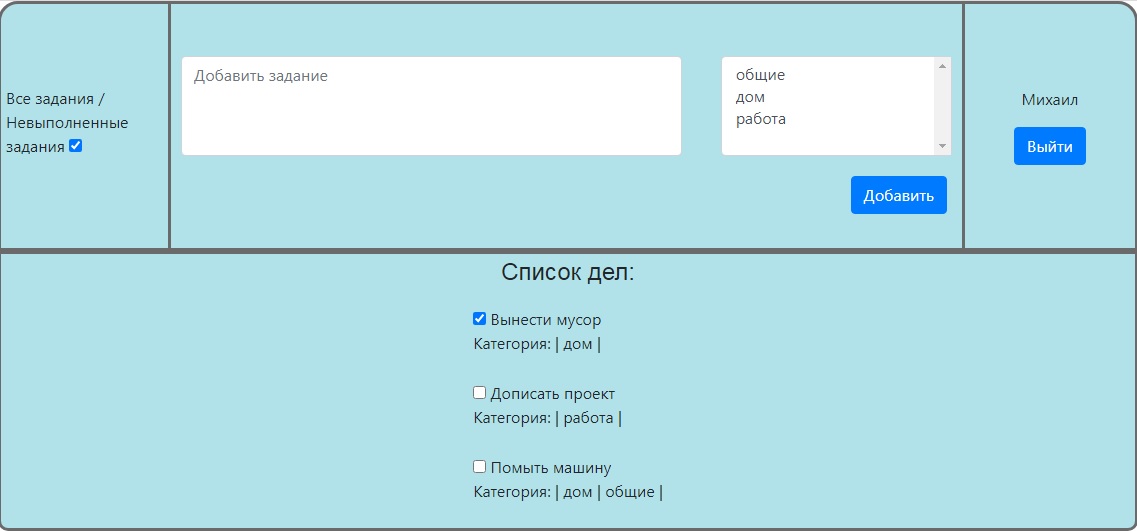 Все задания /
Невыполненные
задания
Добавить задание
общие
дом
работа
Добавить
Михаил
Выйти
Список дел:
Вынести мусор
Категория: | дом |
Дописать проект
Категория: | работа |
Помыть машину
Категория: | дом | общие |